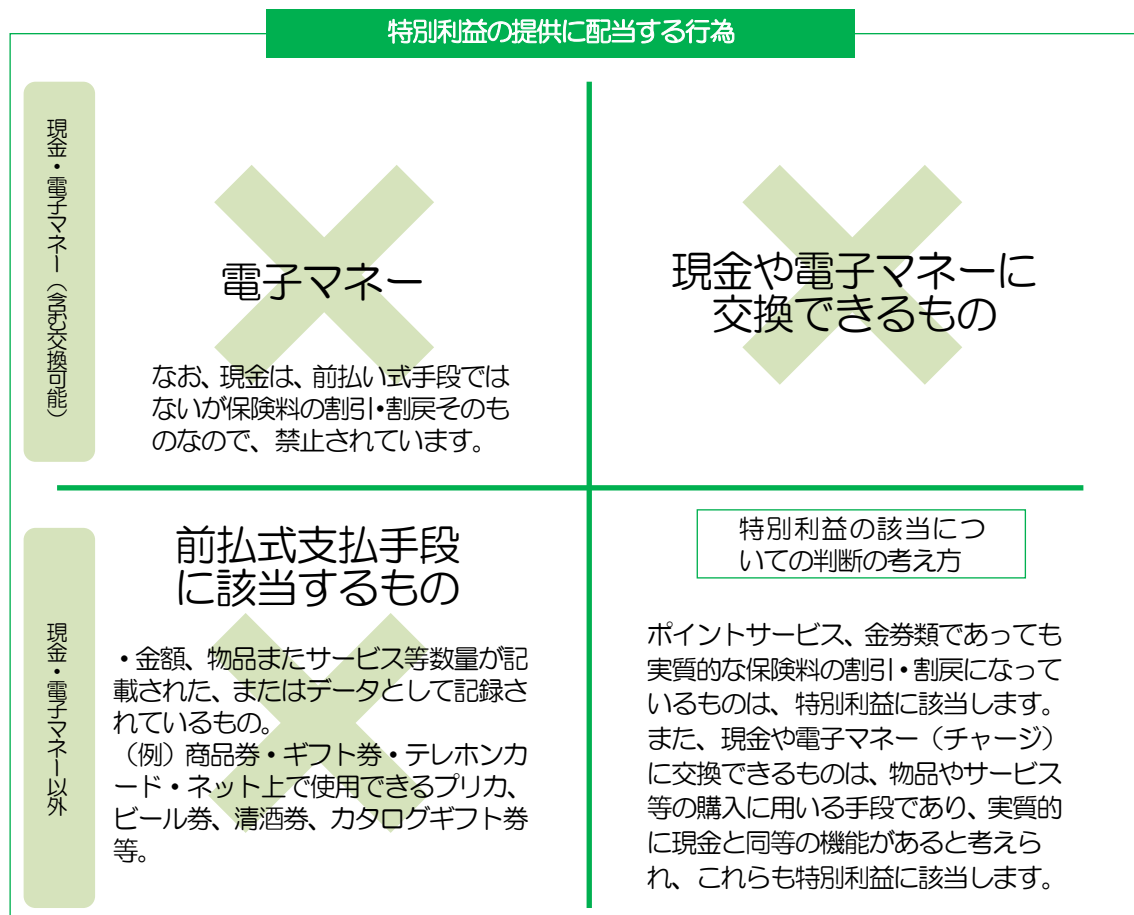 特別利益の提供に配当する行為
現金・電子マネー（含む交換可能）
電子マネー
なお、現金は、前払い式手段では
ないが保険料の割引・割戻そのも
のなので、禁止されています。
現金や電子マネーに
交換できるもの
現金・電子マネー以外
前払式支払手段
に該当するもの
・金額、物品またサービス等数量が記
載された、またはデータとして記録さ
れているもの。
（例）商品券・ギフト券・テレホンカ
ード・ネット上で使用できるプリカ、
ビール券、清酒券、カタログギフト券
等。
特別利益の該当につ
いての判断の考え方
ポイントサービス、金券類であっても
実質的な保険料の割引・割戻になって
いるものは、特別利益に該当します。
また、現金や電子マネー（チャージ）
に交換できるものは、物品やサービス
等の購入に用いる手段であり、実質的
に現金と同等の機能があると考えら
れ、これらも特別利益に該当します。